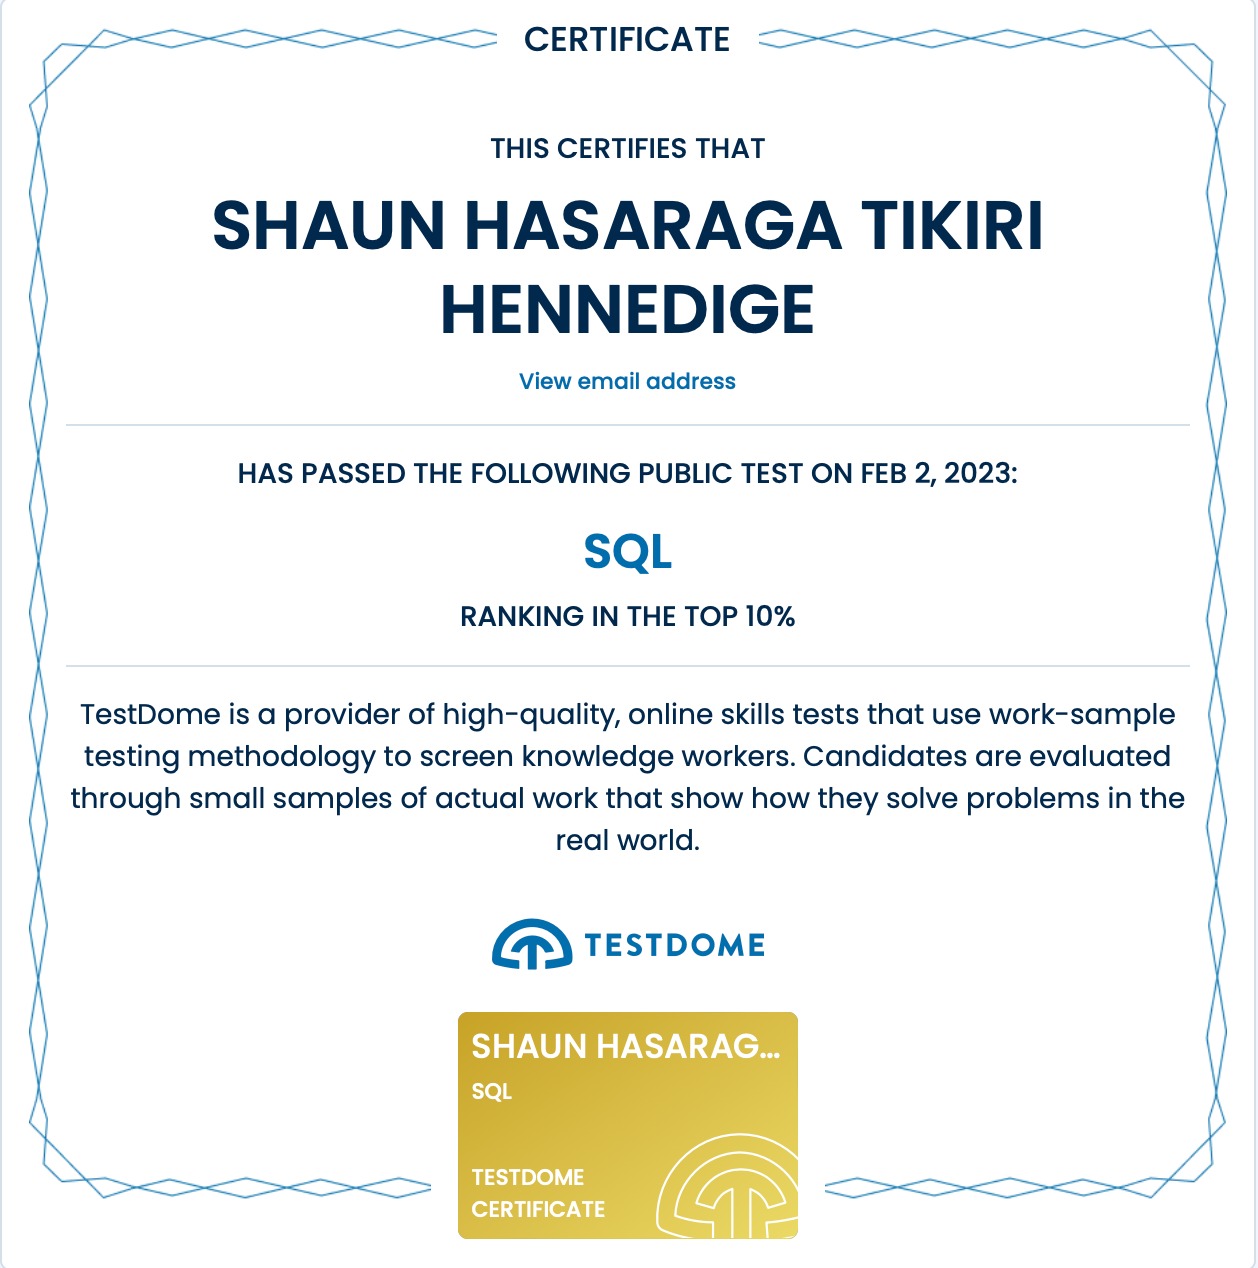 CERTIFICATE
THIS CERTIFIES THAT
SHAUN HASARAGA TIKIRI
HENNEDIGE
View email address
HAS PASSED THE FOLLOWING PUBLIC TEST ON FEB 2, 2023:
SQL
RANKING IN THE TOP 10%
TestDome is a provider of high-quality, online skills tests that use work-sample
testing methodology to screen knowledge workers. Candidates are evaluated
through small samples of actual work that show how they solve problems in the
real world.
TESTDOME
SHAUN HASARAG...
SQL
TESTDOME
CERTIFICATE